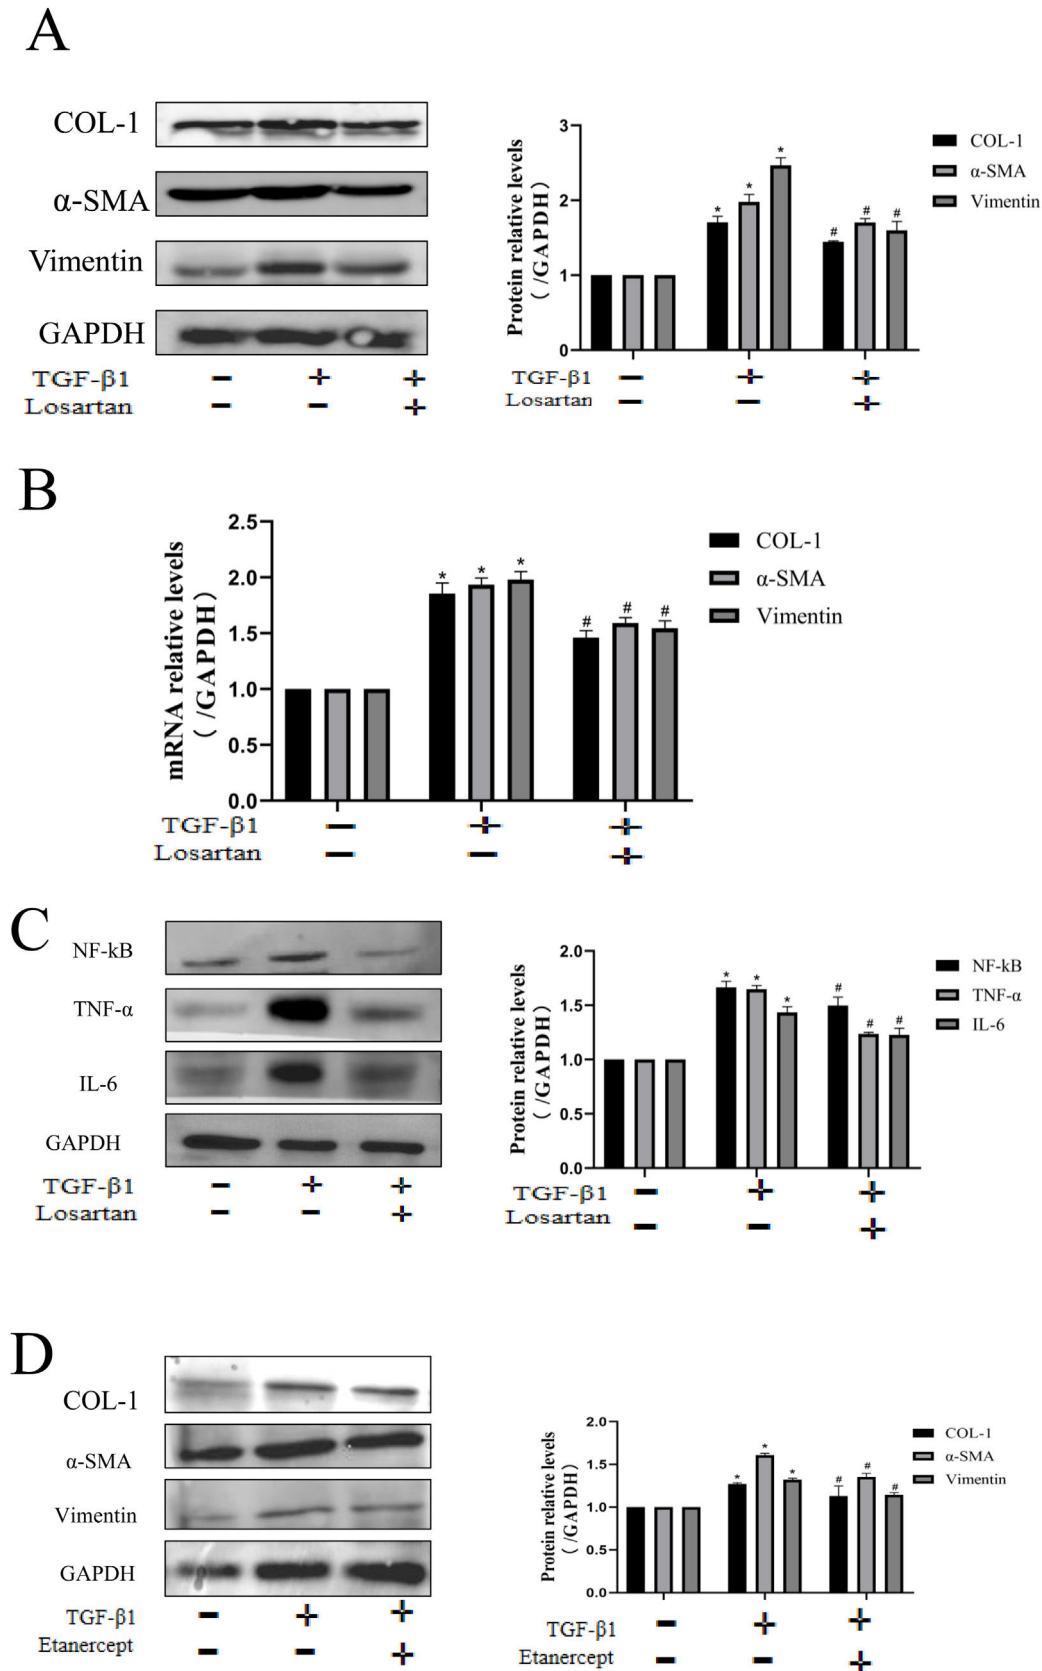 A
COL-1
α-SMA
Vimentin
GAPDH
TGF-β1 − + +
Losartan − − +
Protein relative levels
( /GAPDH)
3
2
1
0
* * *
# # #
COL-1
α-SMA
Vimentin
TGF-β1 − + +
Losartan − − +
B
mRNA relative levels
( /GAPDH)
2.5
2.0
1.5
1.0
0.5
0.0
* * *
# # #
COL-1
α-SMA
Vimentin
TGF-β1 − + +
Losartan − − +
C
NF-kB
TNF-α
IL-6
GAPDH
TGF-β1 − + +
Losartan − − +
Protein relative levels
( /GAPDH)
2.0
1.5
1.0
0.5
0.0
* * *
# # #
NF-kB
TNF-α
IL-6
TGF-β1 − + +
Losartan − − +
D
COL-1
α-SMA
Vimentin
GAPDH
TGF-β1 − + +
Etanercept − − +
Protein relative levels
( /GAPDH)
2.0
1.5
1.0
0.5
0.0
* * *
# # #
COL-1
α-SMA
Vimentin
TGF-β1 − + +
Etanercept − − +